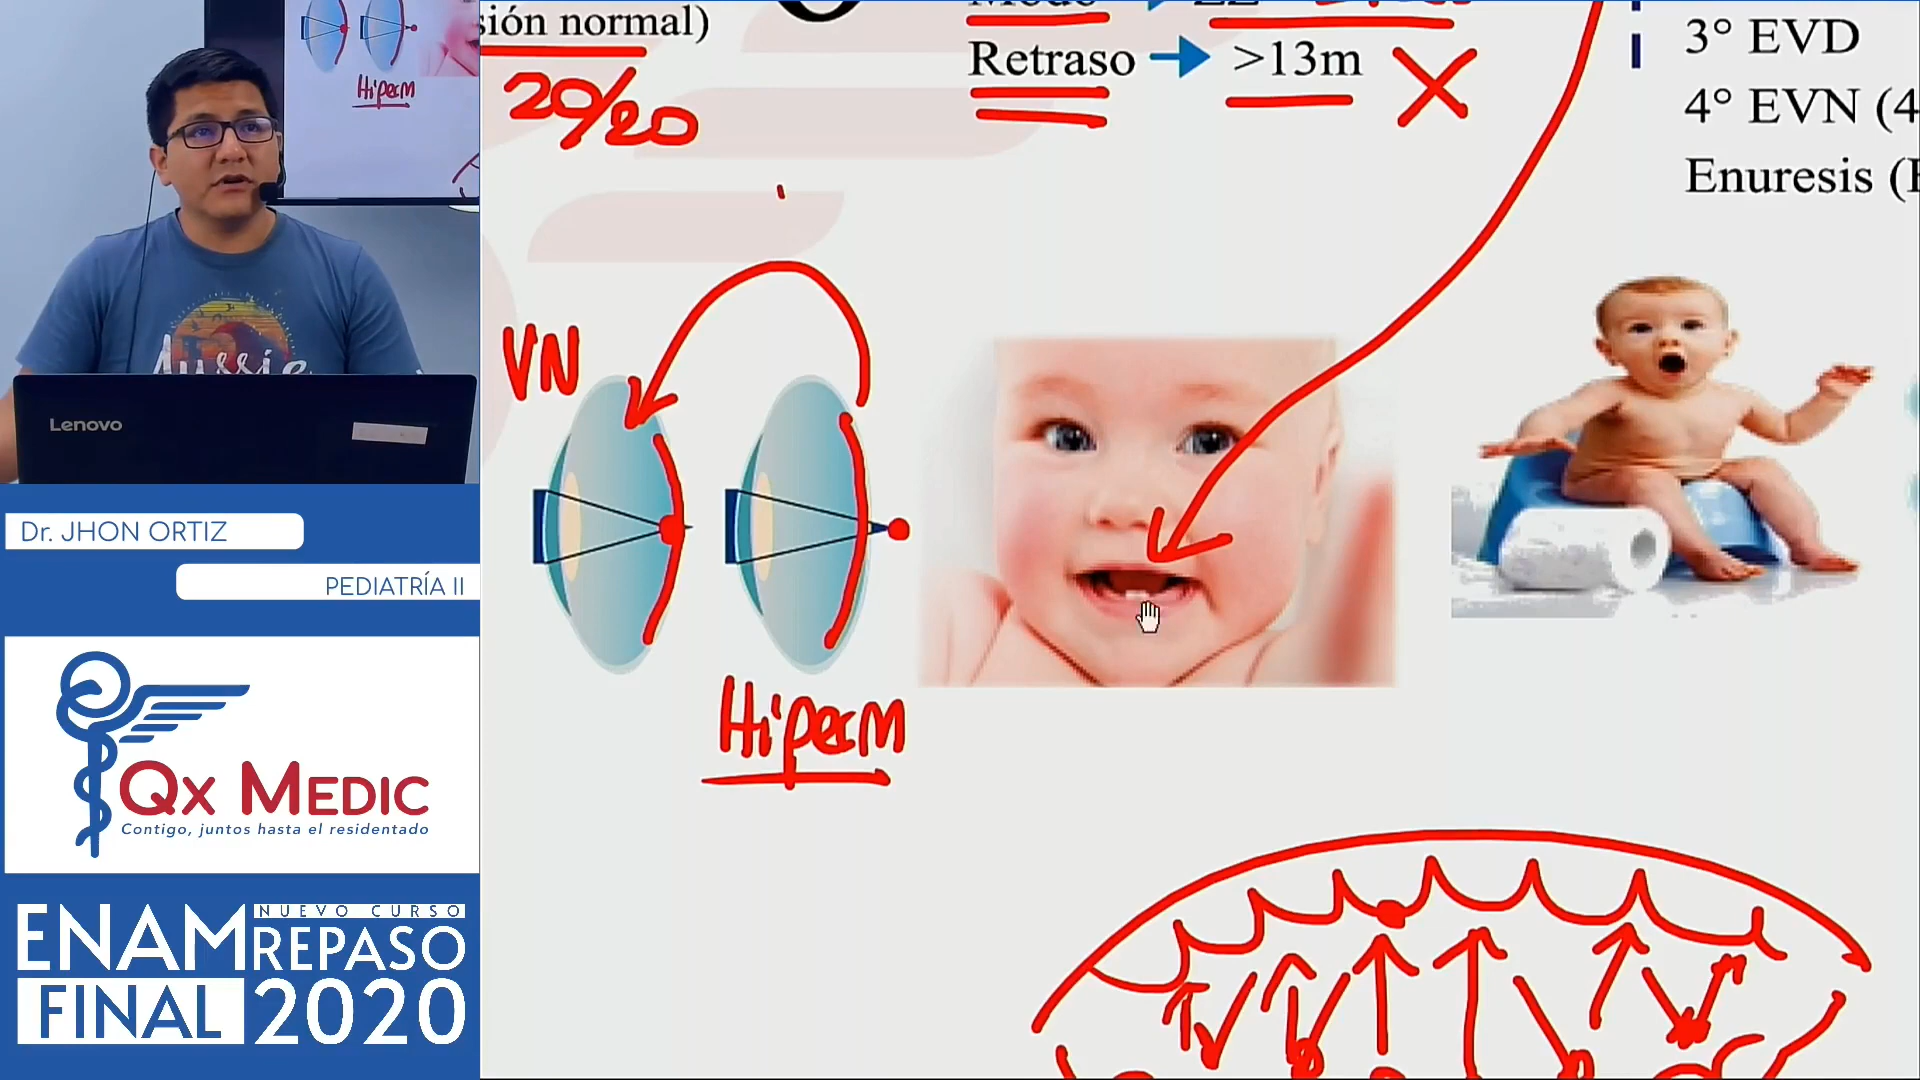 Hiperm
Lenovo
Dr. JHON ORTIZ
PEDIATRÍA II
QX MEDIC
Contigo, juntos hasta el residentado
ENAM
NUEVO CURSO
REPASO
FINAL 2020
sión normal)
20/20
Retraso → >13m X
3° EVD
4° EVN (4
Enuresis (
VN
Hiperm